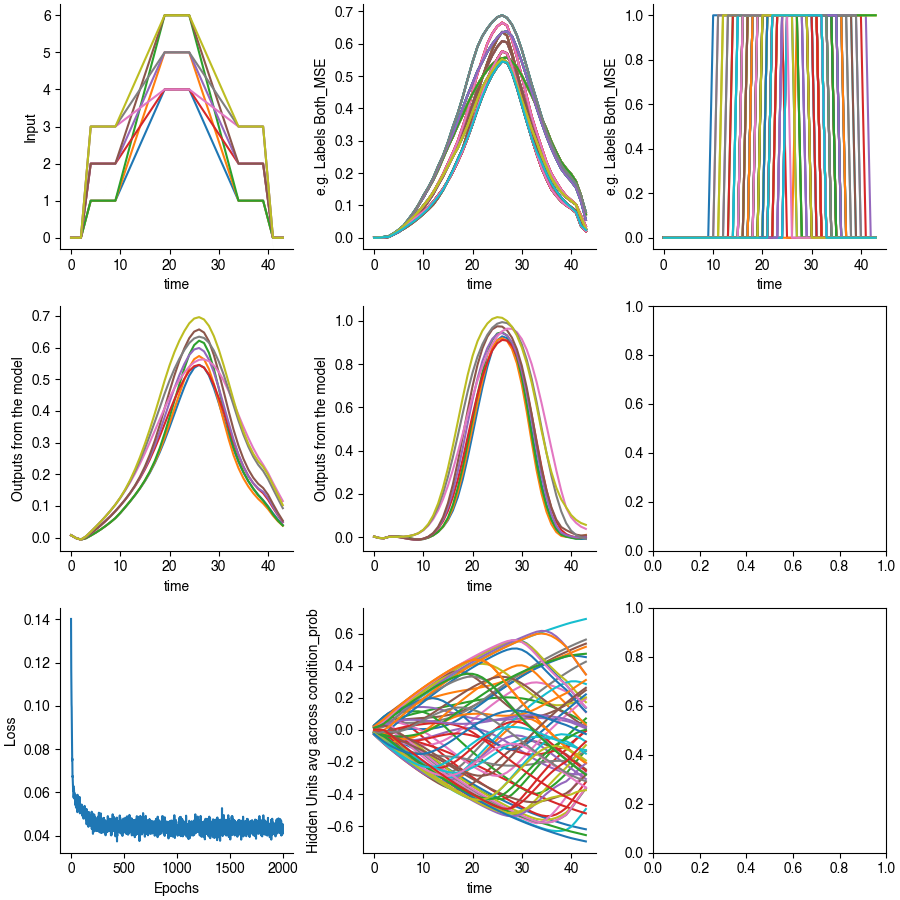 6
5
4
3
2
1
0
Input
0 10 20 30 40
time
0.7
0.6
0.5
0.4
0.3
0.2
0.1
0.0
e.g. Labels Both_MSE
0 10 20 30 40
time
1.0
0.8
0.6
0.4
0.2
0.0
e.g. Labels Both_MSE
0 10 20 30 40
time
0.7
0.6
0.5
0.4
0.3
0.2
0.1
0.0
Outputs from the model
0 10 20 30 40
time
1.0
0.8
0.6
0.4
0.2
0.0
Outputs from the model
0 10 20 30 40
time
1.0
0.8
0.6
0.4
0.2
0.0
0.0 0.2 0.4 0.6 0.8 1.0
0.14
0.12
0.10
0.08
0.06
0.04
Loss
0 500 1000 1500 2000
Epochs
0.6
0.4
0.2
0.0
−0.2
−0.4
−0.6
Hidden Units avg across condition_prob
0 10 20 30 40
time
1.0
0.8
0.6
0.4
0.2
0.0
0.0 0.2 0.4 0.6 0.8 1.0